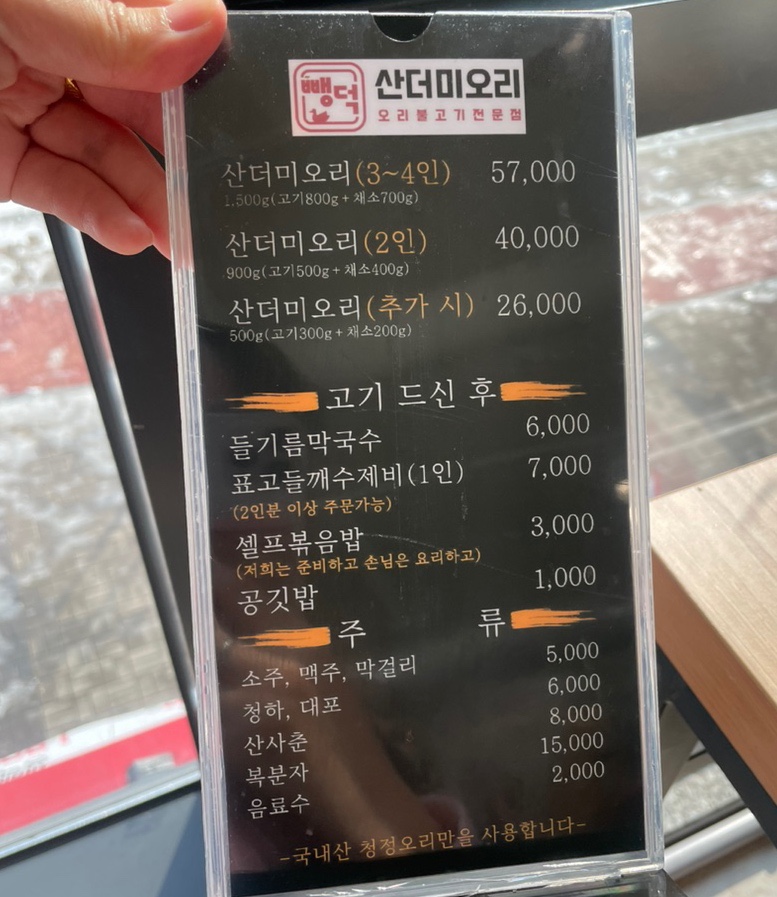 뺑덕 산더미오리
오리불고기전문점
산더미오리(3~4인) 57,000
1,500g(고기800g+채소700g)
산더미오리(2인) 40,000
900g(고기500g+채소400g)
산더미오리(추가 시) 26,000
500g(고기300g+채소200g)
고기 드신 후
들기름막국수 6,000
표고들깨수제비(1인) 7,000
(2인분 이상 주문가능)
셀프볶음밥 3,000
(저희는 준비하고 손님은 요리하고)
공깃밥 1,000
주 류
소주, 맥주, 막걸리 5,000
청하, 대포 6,000
산사춘 8,000
복분자 15,000
음료수 2,000
-국내산 청정오리만을 사용합니다-